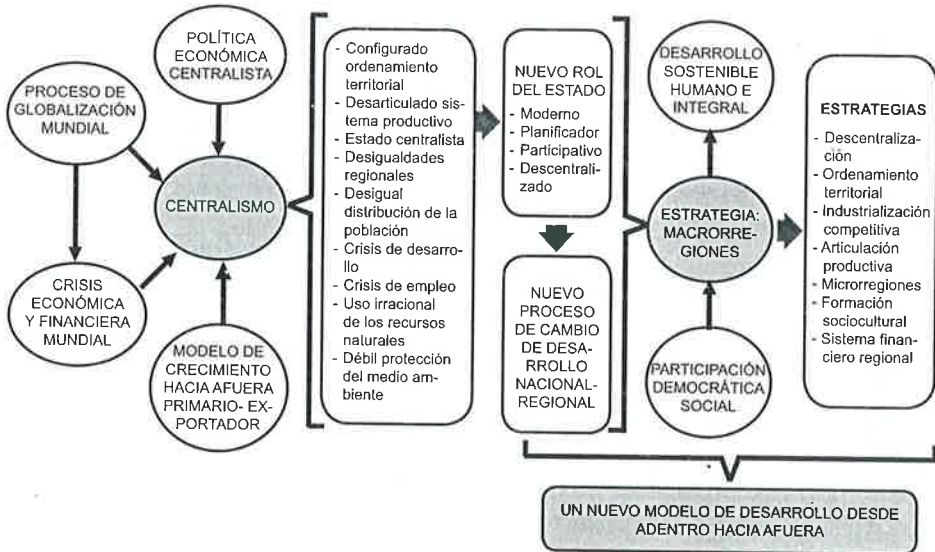 PROCESO DE
GLOBALIZACIÓN
MUNDIAL
POLÍTICA
ECONÓMICA
CENTRALISTA
CENTRALISMO
CRISIS
ECONÓMICA
Y FINANCIERA
MUNDIAL
MODELO DE
CRECIMIENTO
HACIA AFUERA
PRIMARIO- EX-
PORTADOR
- Configurado
ordenamiento
territorial
- Desarticulado sis-
tema productivo
- Estado centralista
- Desigualdades
regionales
- Desigual
distribución de la
población
- Crisis de desarro-
llo
- Crisis de empleo
- Uso irracional
de los recursos
naturales
- Débil protección
del medio am-
biente
NUEVO ROL
DEL ESTADO
- Moderno
- Planificador
- Participativo
- Descentrali-
zado
NUEVO
PROCESO
DE CAMBIO
DE DESA-
RROLLO
NACIONAL-
REGIONAL
DESARROLLO
SOSTENIBLE
HUMANO E
INTEGRAL
ESTRATEGIA:
MACRORRE-
GIONES
PARTICIPACIÓN
DEMOCRÁTICA
SOCIAL
ESTRATEGIAS
- Descentraliza-
ción
- Ordenamiento
territorial
- Industrialización
competitiva
- Articulación
productiva
- Microrregiones
- Formación
sociocultural
- Sistema finan-
ciero regional
UN NUEVO MODELO DE DESARROLLO DESDE
ADENTRO HACIA AFUERA